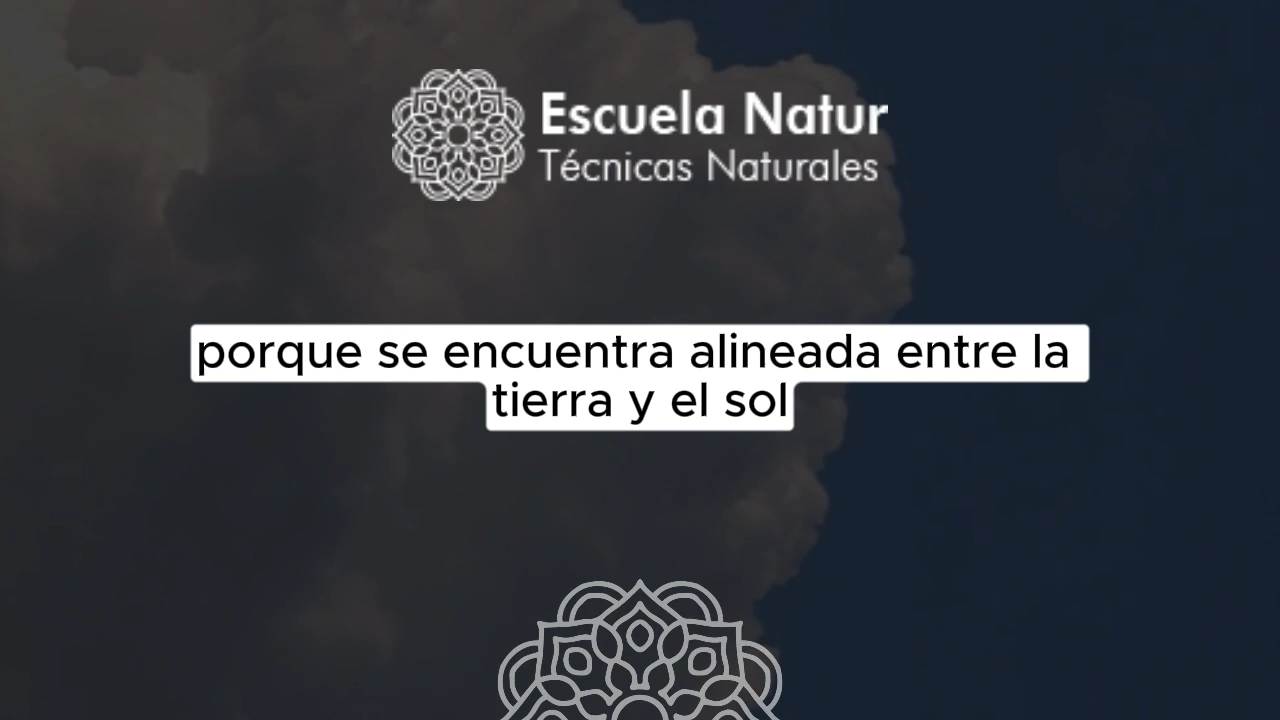 Escuela Natur
Técnicas Naturales
porque se encuentra alineada entre la
tierra y el sol